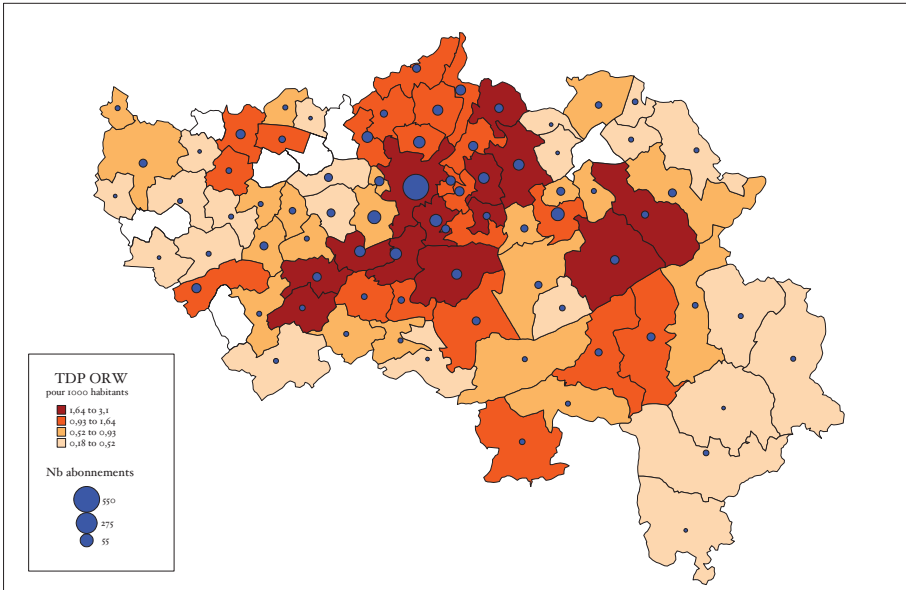 TDP ORW
pour 1000 habitants
1,64 to 3,1
0,93 to 1,64
0,52 to 0,93
0,18 to 0,52
Nb abonnements
550
275
55